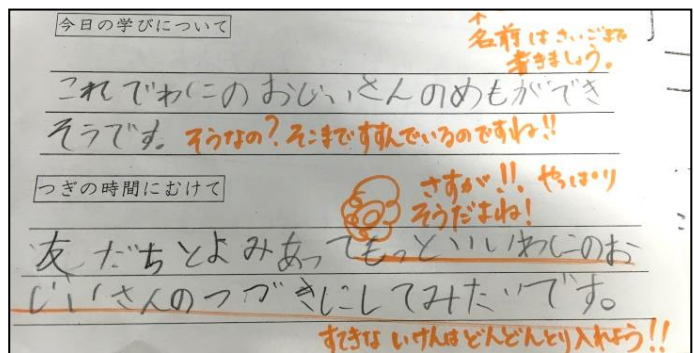 今日の学びについて
↑
名前はさいごまで
書きましょう。
これでわにのおじいさんのめもができ
そうです。そうなの?そこまですすんでいるのですね!!
つぎの時間にむけて
さすが!!やっぱり
そうだよね!
友だちとよみあってもっといいわにのお
じいさんのつづきにしてみたいです。
すてきないけんはどんどんとり入れよう!!